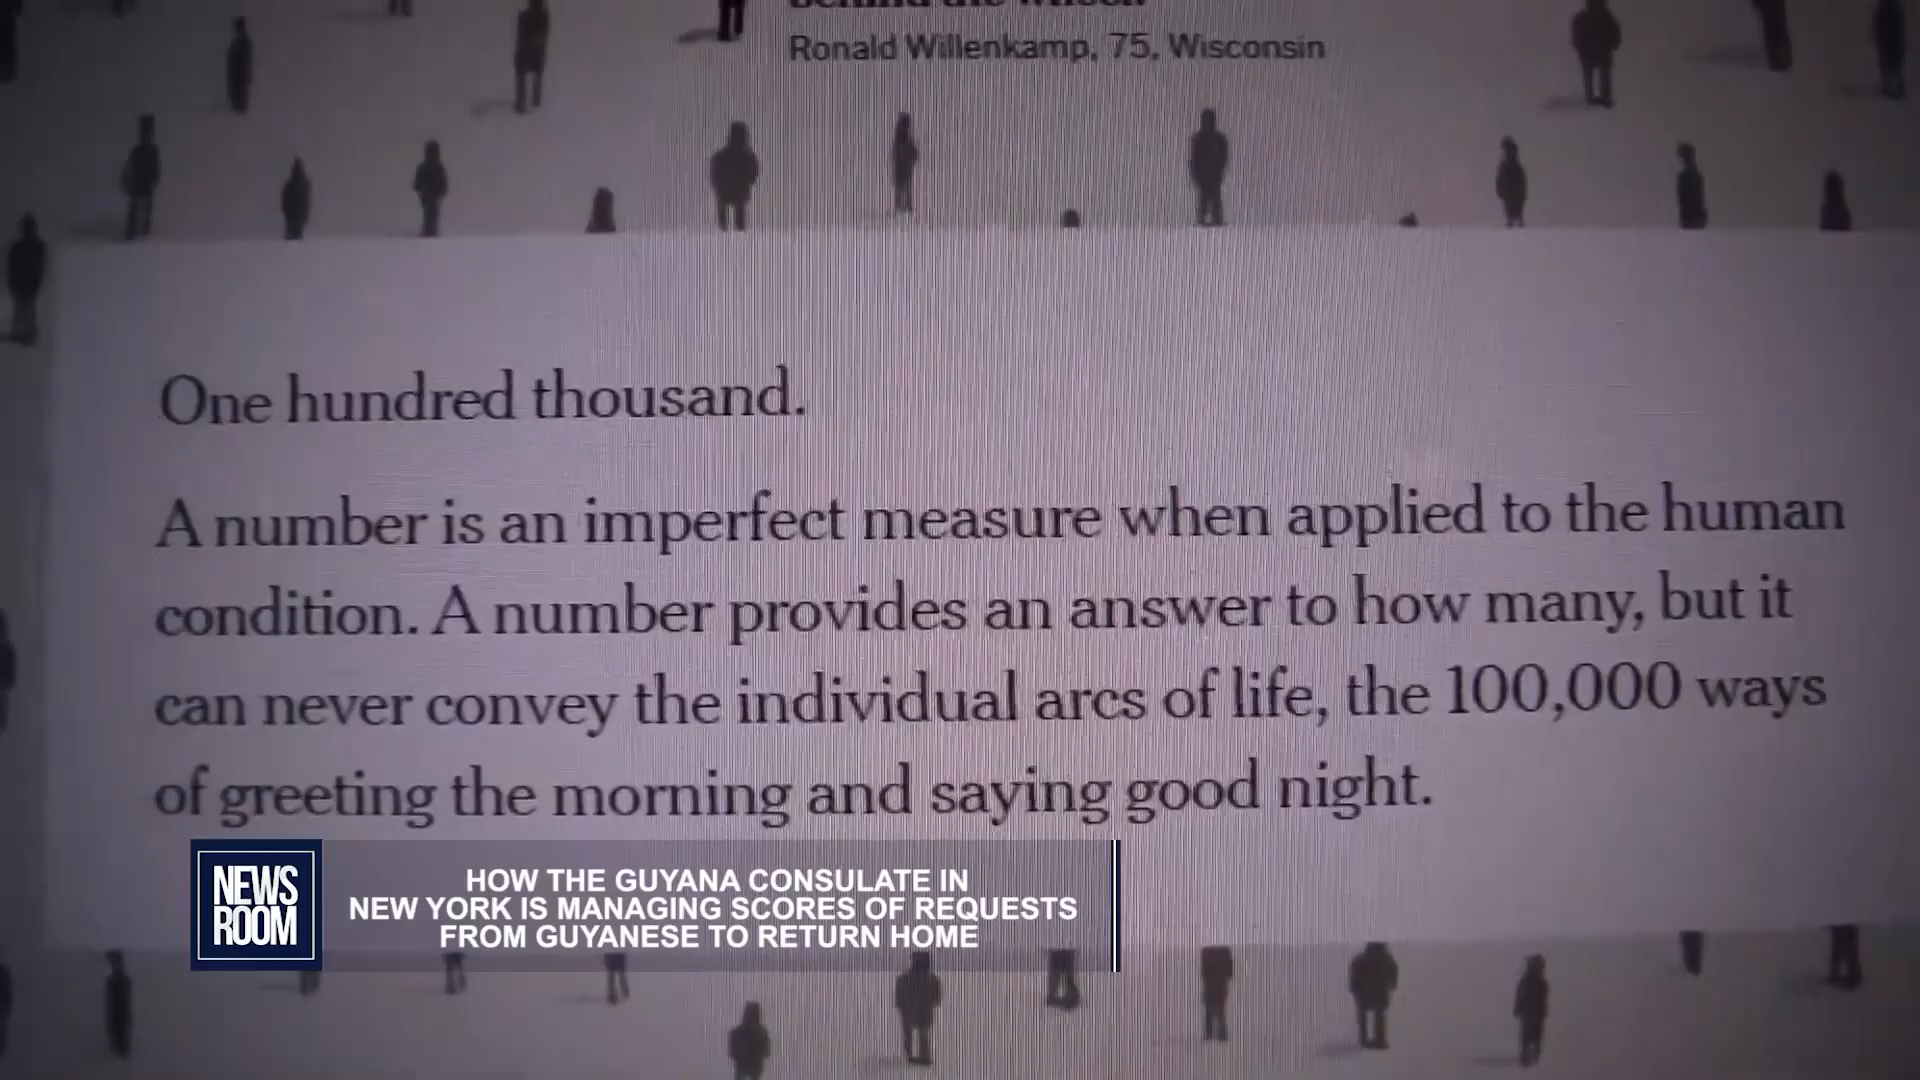 behind the wheel.
Ronald Willenkamp, 75, Wisconsin
One hundred thousand.
A number is an imperfect measure when applied to the human
condition. A number provides an answer to how many, but it
can never convey the individual arcs of life, the 100,000 ways
of greeting the morning and saying good night.
NEWS
ROOM
HOW THE GUYANA CONSULATE IN
NEW YORK IS MANAGING SCORES OF REQUESTS
FROM GUYANESE TO RETURN HOME